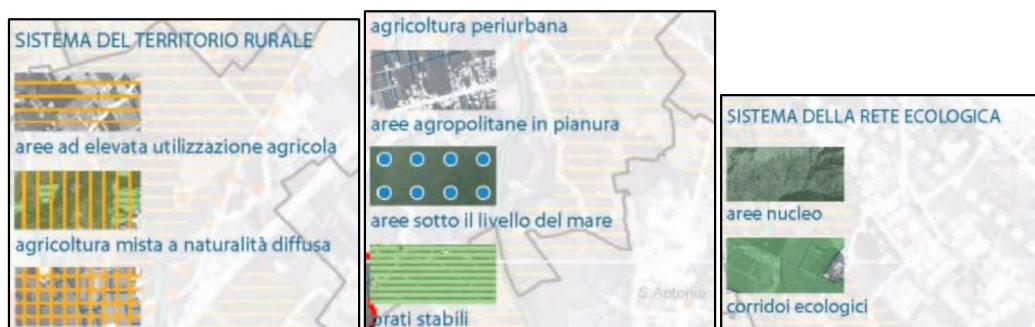 SISTEMA DEL TERRITORIO RURALE
aree ad elevata utilizzazione agricola
agricoltura mista a naturalità diffusa
agricoltura periurbana
aree agropolitane in pianura
aree sotto il livello del mare
S.Antonio
prati stabili
SISTEMA DELLA RETE ECOLOGICA
aree nucleo
corridoi ecologici